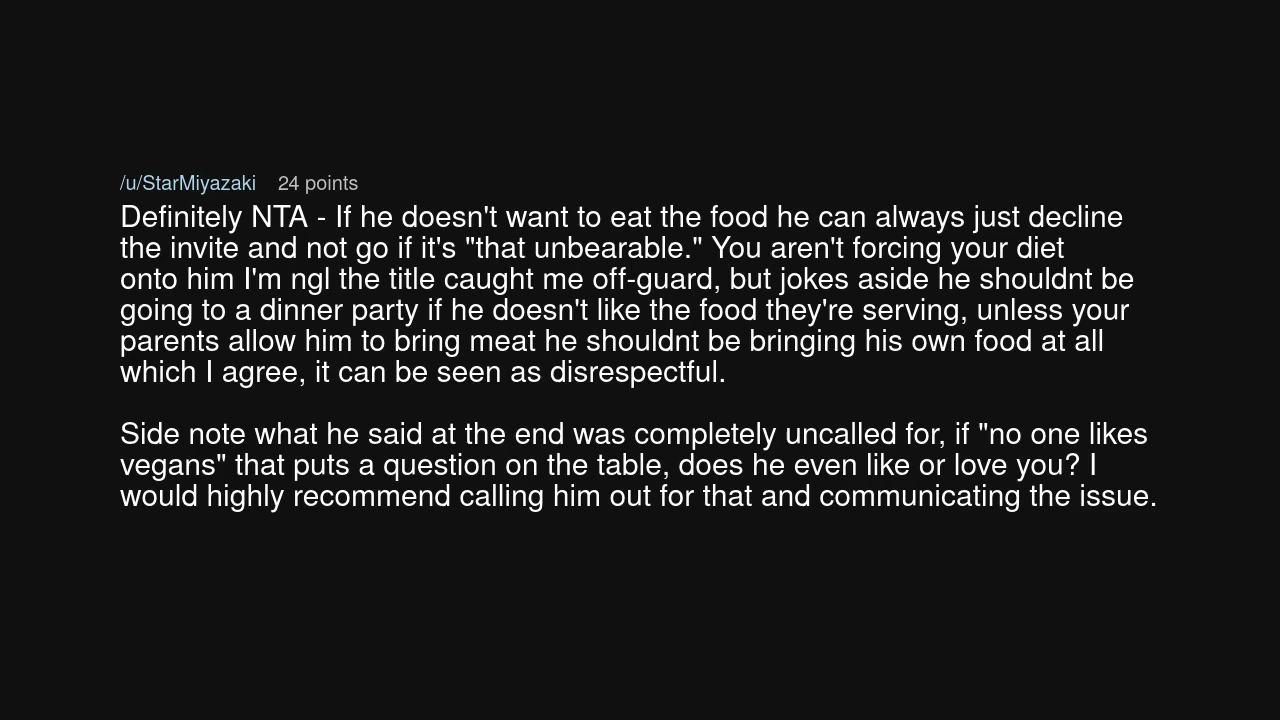 /u/StarMiyazaki 24 points
Definitely NTA - If he doesn't want to eat the food he can always just decline
the invite and not go if it's "that unbearable." You aren't forcing your diet
onto him I'm ngl the title caught me off-guard, but jokes aside he shouldnt be
going to a dinner party if he doesn't like the food they're serving, unless your
parents allow him to bring meat he shouldnt be bringing his own food at all
which I agree, it can be seen as disrespectful.
Side note what he said at the end was completely uncalled for, if "no one likes
vegans" that puts a question on the table, does he even like or love you? I
would highly recommend calling him out for that and communicating the issue.